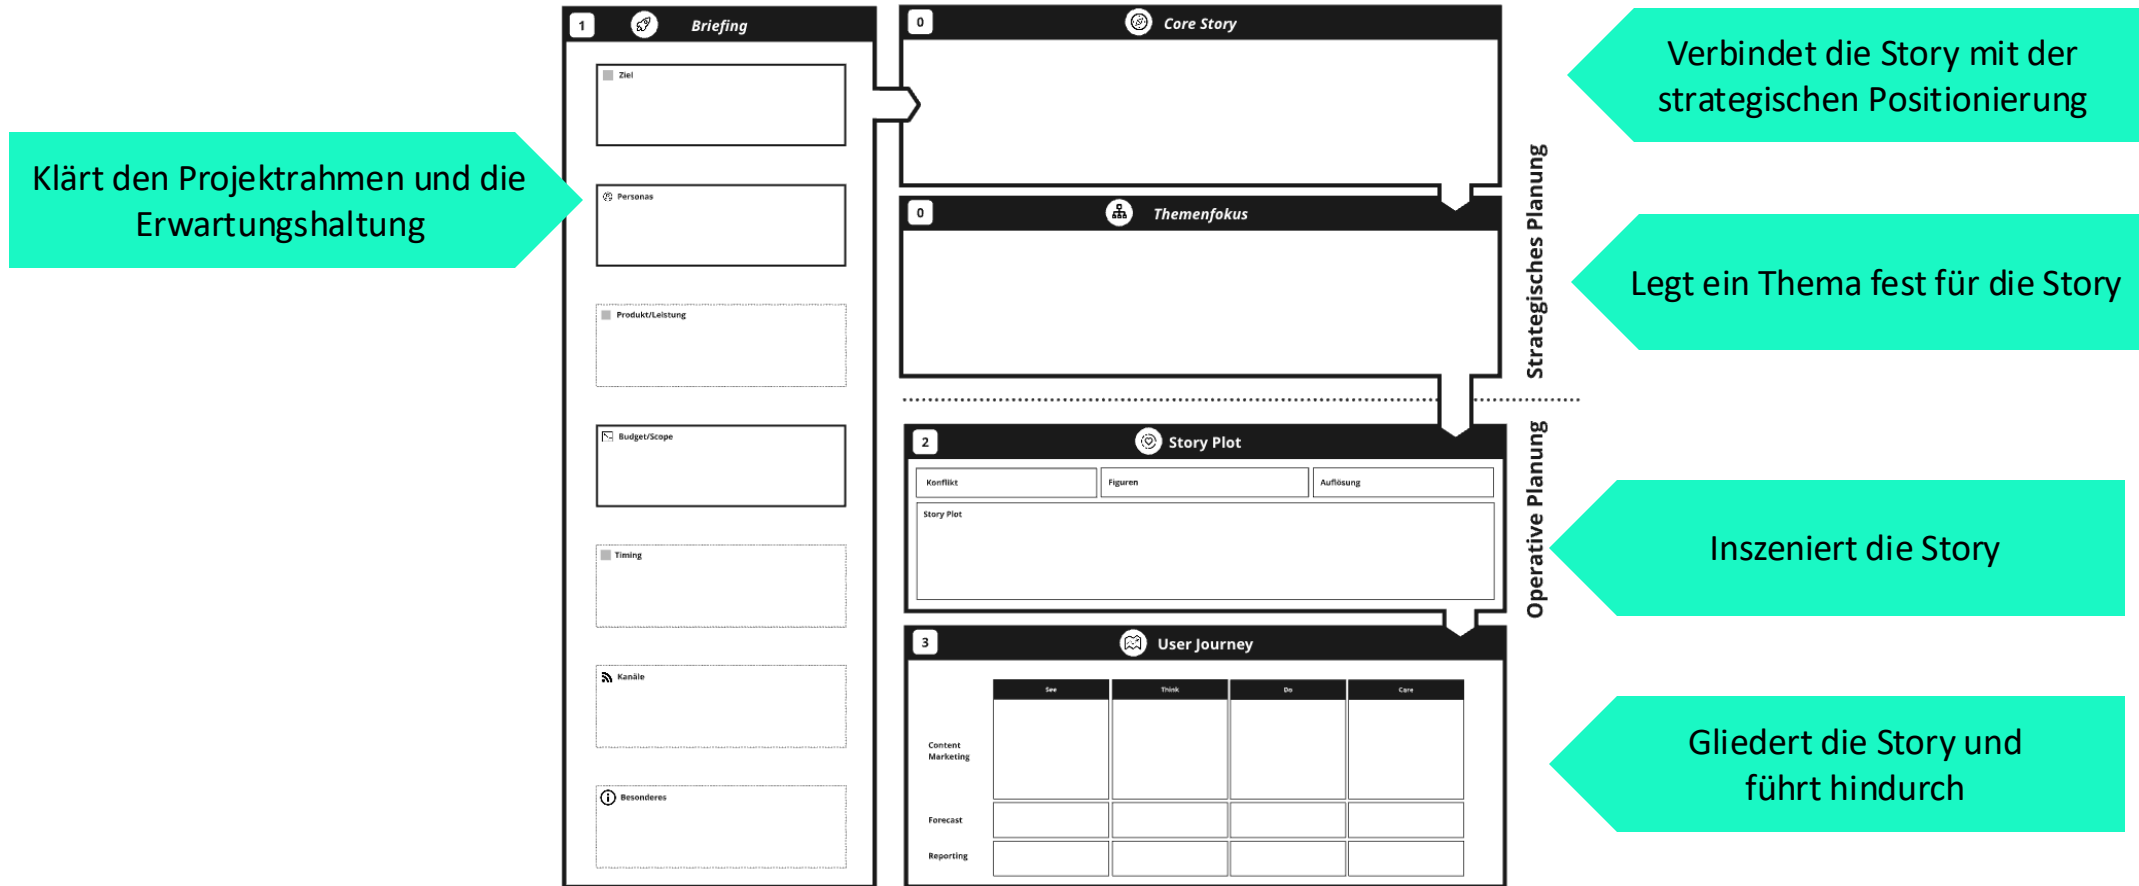 Klärt den Projektrahmen und die
Erwartungshaltung
1
Briefing
Ziel
Personas
Produkt/Leistung
Budget/Scope
Timing
Kanäle
Besonderes
0
Core Story
0
Themenfokus
Strategisches Planung
2
Story Plot
Konflikt
Figuren
Auflösung
Story Plot
Operative Planung
3
User Journey
See
Think
Do
Care
Content
Marketing
Forecast
Reporting
Verbindet die Story mit der
strategischen Positionierung
Legt ein Thema fest für die Story
Inszeniert die Story
Gliedert die Story und
führt hindurch